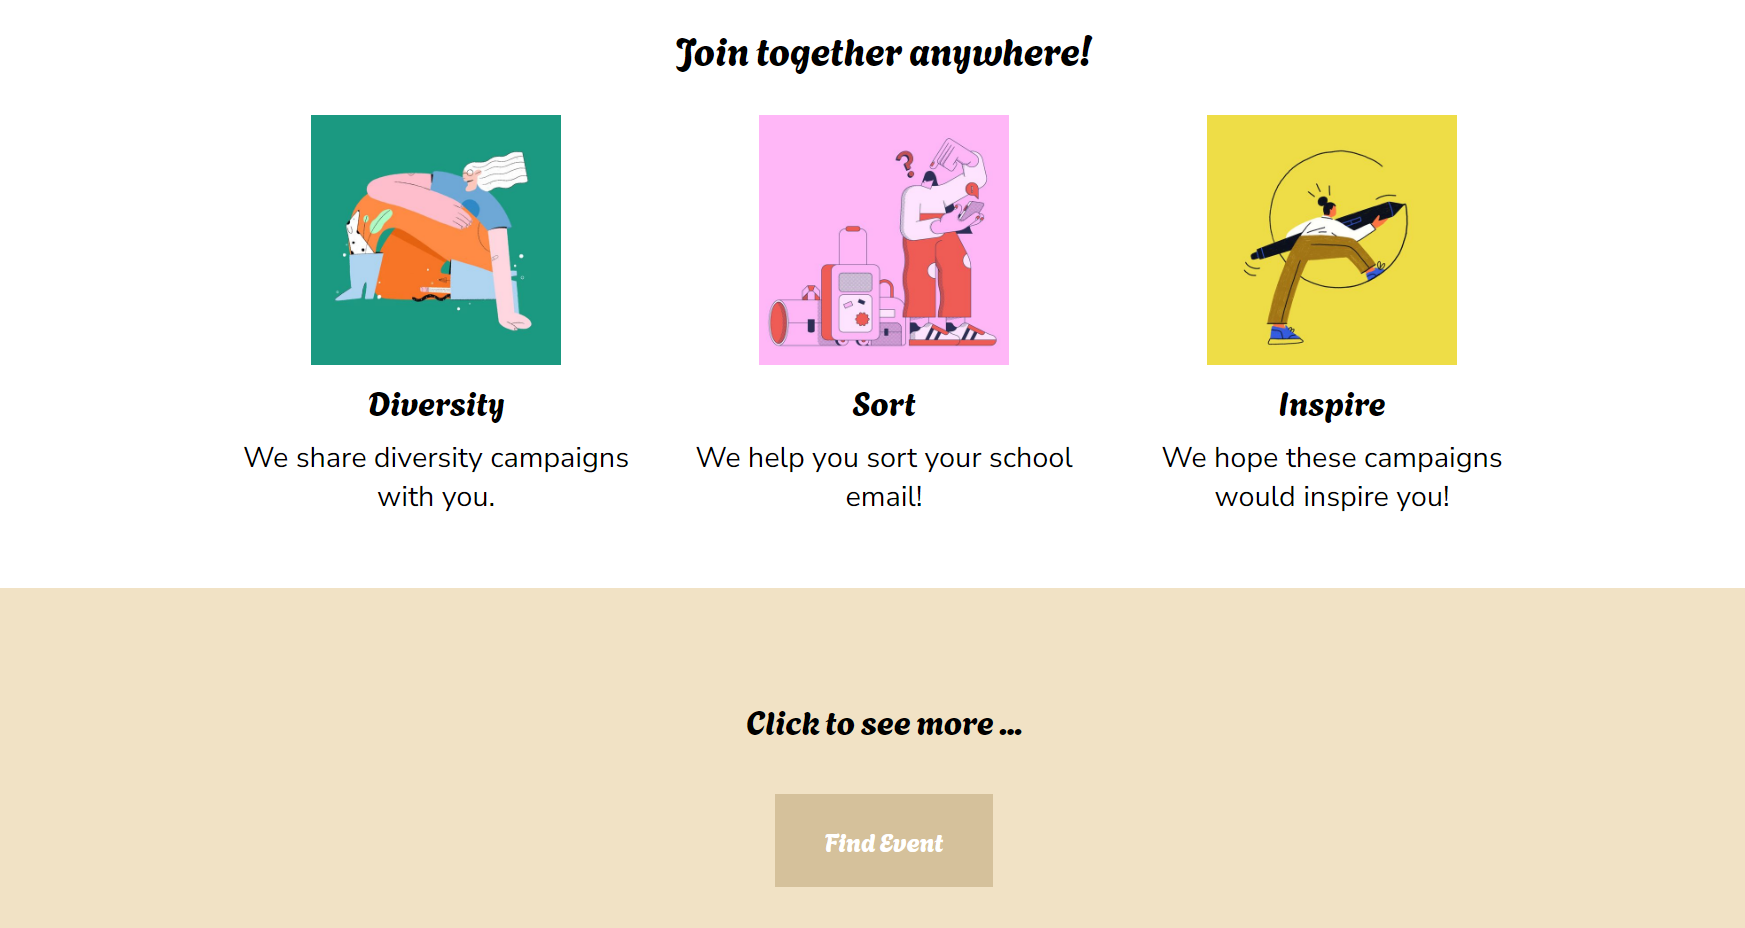 Join together anywhere!
Diversity
We share diversity campaigns
with you.
Sort
We help you sort your school
email!
Inspire
We hope these campaigns
would inspire you!
Click to see more ...
Find Event